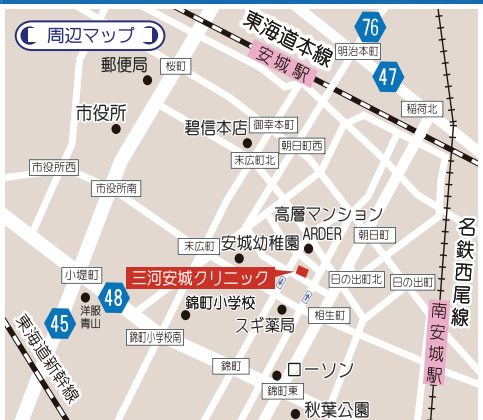 周辺マップ
東海道本線
76
明治本町
安城駅
郵便局
桜町
47
稲荷北
市役所
碧信本店
御幸本町
朝日町西
末広町北
市役所西
市役所南
高層マンション
ARDER
朝日町
名鉄西尾線
末広町
安城幼稚園
小堤町
三河安城クリニック
日の出町北
日の出町
48
洋服
青山
錦町小学校
スギ薬局
相生町
南安城駅
45
東海道新幹線
錦町小学校南
錦町
ローソン
錦町東
秋葉公園